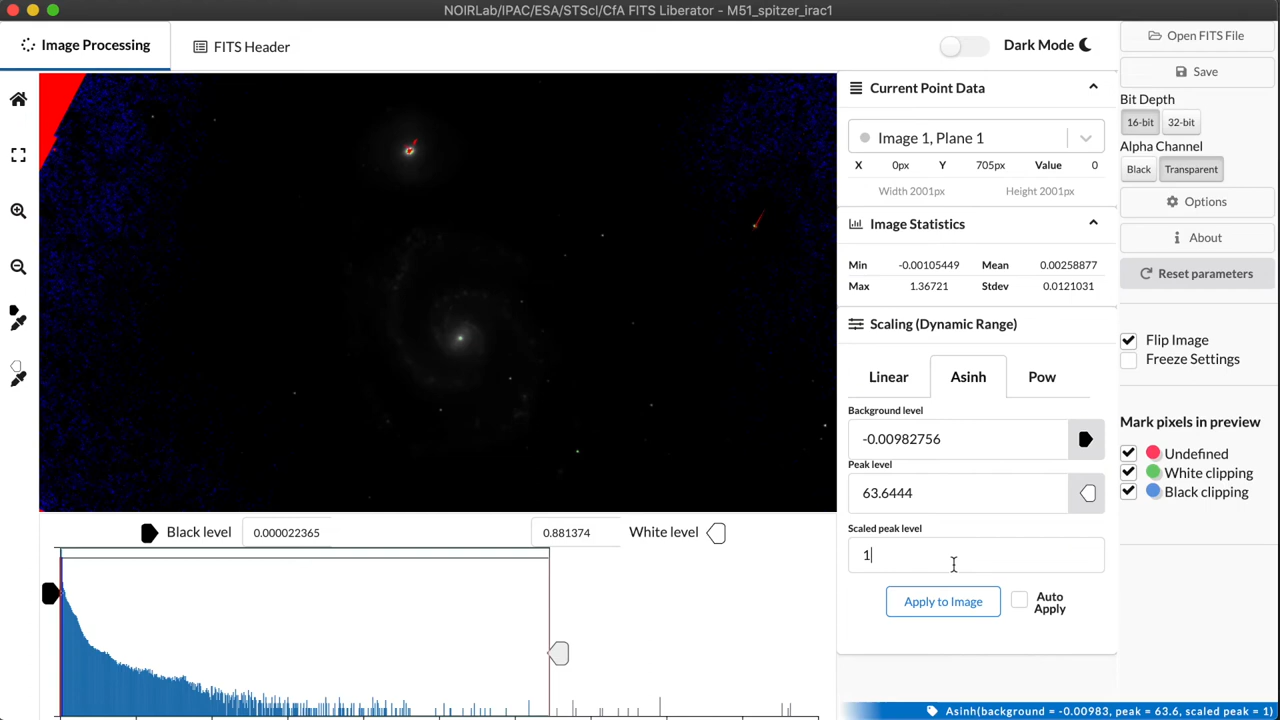 NOIRLab/IPAC/ESA/STScI/CfA FITS Liberator - M51_spitzer_irac1
Image Processing
FITS Header
Dark Mode
Open FITS File
Save
Bit Depth
16-bit
32-bit
Alpha Channel
Black
Transparent
Options
About
Reset parameters
Flip Image
Freeze Settings
Mark pixels in preview
Undefined
White clipping
Black clipping
Current Point Data
Image 1, Plane 1
X 0px Y 705px Value 0
Width 2001px Height 2001px
Image Statistics
Min -0.00105449 Mean 0.00258877
Max 1.36721 Stdev 0.0121031
Scaling (Dynamic Range)
Linear
Asinh
Pow
Background level
-0.00982756
Peak level
63.6444
Scaled peak level
1
Apply to Image
Auto
Apply
Black level
0.000022365
0.881374
White level
Asinh(background = -0.00983, peak = 63.6, scaled peak = 1)